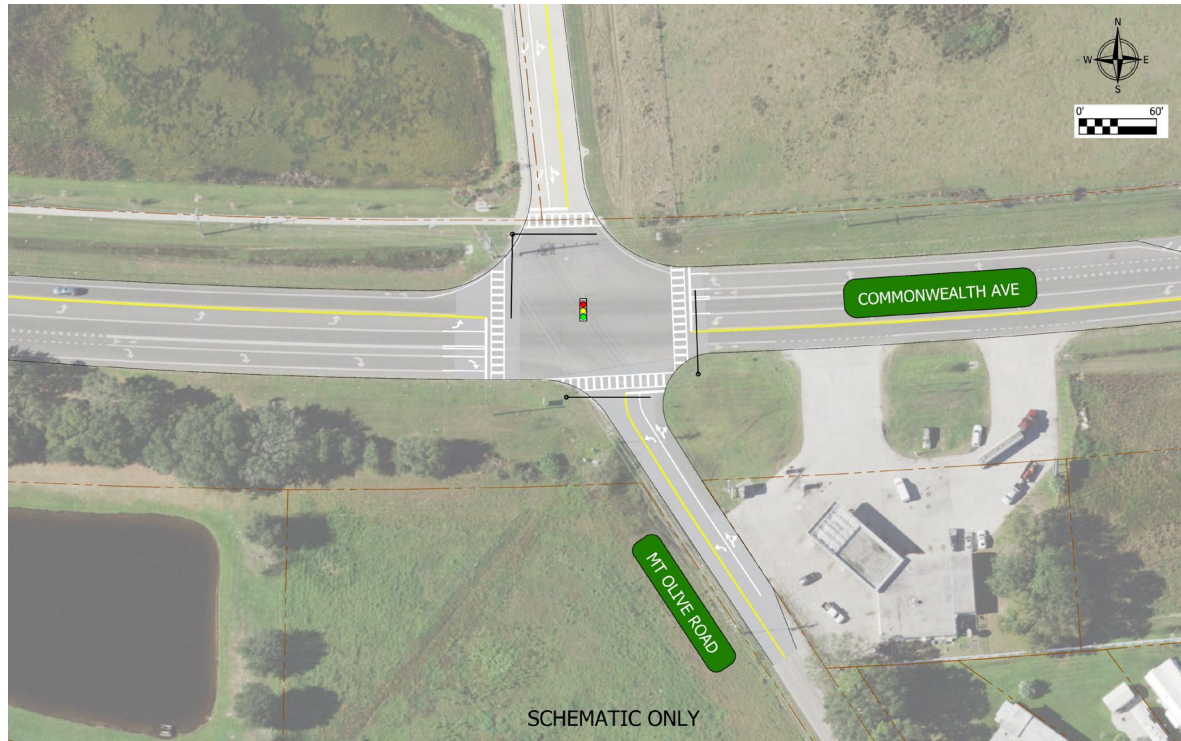 N
W E
S
0' 60'
COMMONWEALTH AVE
MT OLIVE ROAD
SCHEMATIC ONLY